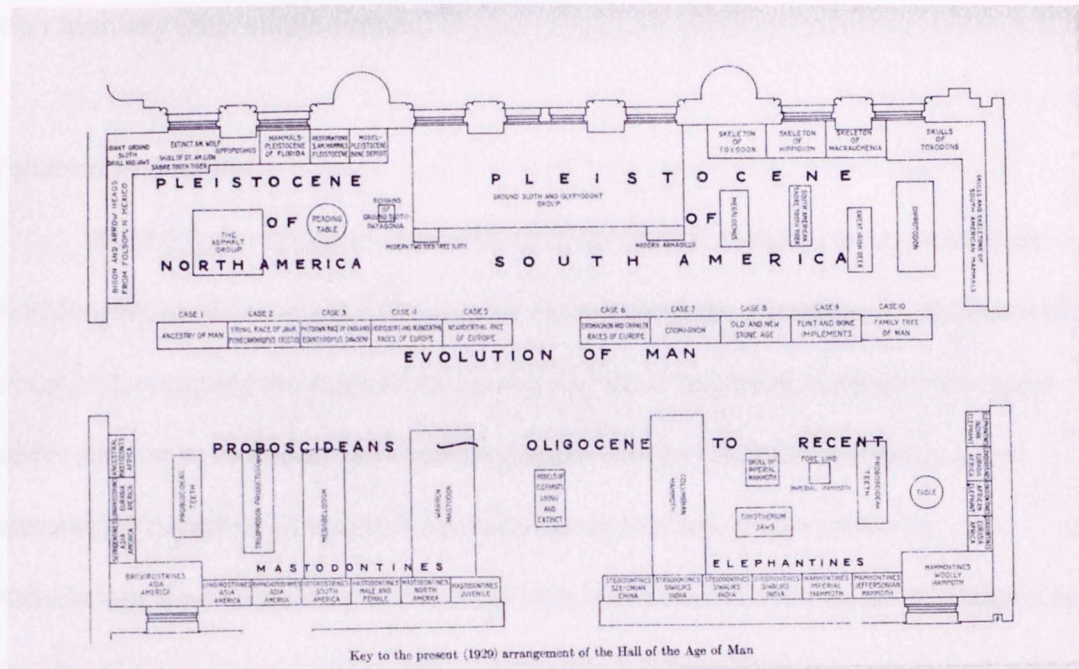 GIANT GROUND
SLOTH
SKULL AND JAWS
BISON AND ARROW HEADS
FROM FOLSOM, MEXICO
EXTINCT AM. WOLF
SKULL OF ST. AM. LION
SABRE TOOTH TIGER
HIPPOPOTAMUS
MAMMALS-
PLEISTOCENE
OF FLORIDA
RESTORATIONS
S. AM. MAMMALS
PLEISTOCENE
MODEL-
PLEISTOCENE
BONE DEPOSIT
SKELETON
OF
TOXODON
SKELETON
OF
HIPPIDION
SKELETON
OF
MACRAUCHENIA
SKULLS
OF
TOXODONS
PLEISTOCENE
OF
NORTH AMERICA
THE
ASPHALT
GROUP
READING
TABLE
REMAINS
OF
GROUND SLOTH-
PATAGONIA
MODERN TWO TOED TREE SLOTH
PLEISTOCENE
OF
SOUTH AMERICA
GROUND SLOTH AND GLYPTODONT
GROUP
MODERN ARMADILLO
SOUTH AMERICAN
SABRE TOOTH TIGER
GREAT IRISH DEER
SKULLS AND SKELETONS OF
SOUTH AMERICAN MAMMALS
CASE 1
ANCESTRY OF MAN
CASE 2
TRINIL RACE OF JAVA
PITHECANTHROPUS ERECTUS
CASE 3
PILTDOWN RACE OF ENGLAND
EOANTHROPUS DAWSONI
CASE 4
HEIDELBERG AND NEANDERTHAL
RACES OF EUROPE
CASE 5
NEANDERTHAL RACE
OF EUROPE
CASE 6
CROMAGNON AND GRIMALDI
RACES OF EUROPE
CASE 7
CROMAGNON
CASE 8
OLD AND NEW
STONE AGE
CASE 9
FLINT AND BONE
IMPLEMENTS
CASE 10
FAMILY TREE
OF MAN
EVOLUTION OF MAN
PROBOSCIDEANS — OLIGOCENE TO RECENT
AFRICA
EURASIA
AMERICA
ASIA
AMERICA
PROBOSCIDEAN
TEETH
TRILOPHODON PRODUCTUS
WARREN
MASTODON
MODELS OF
ELEPHANTS
LIVING
AND
EXTINCT
COLUMBIAN
MAMMOTH
SKULL OF
IMPERIAL
MAMMOTH
FORE LIMB
IMPERIAL MAMMOTH
DINOTHERIUM
JAWS
PROBOSCIDEAN
TEETH
TABLE
MASTODONTINES
ELEPHANTINES
BREVIROSTRINES
ASIA
AMERICA
LONGIROSTRINES
ASIA
AMERICA
ASIA
AMERICA
SOUTH
AMERICA
MASTODONTINES
MALE AND
FEMALE
MASTODONTINES
NORTH
AMERICA
MASTODONTINES
JUVENILE
STEGODONTINES
SZE-CHUAN
CHINA
STEGODONTINES
SIWALIKS
INDIA
STEGODONTINES
SIWALIKS
INDIA
STEGODONTINES
SIWALIKS
INDIA
MAMMONTINES
IMPERIAL
MAMMOTH
MAMMONTINES
JEFFERSONIAN
MAMMOTH
MAMMONTINES
WOOLLY
MAMMOTH
Key to the present (1929) arrangement of the Hall of the Age of Man